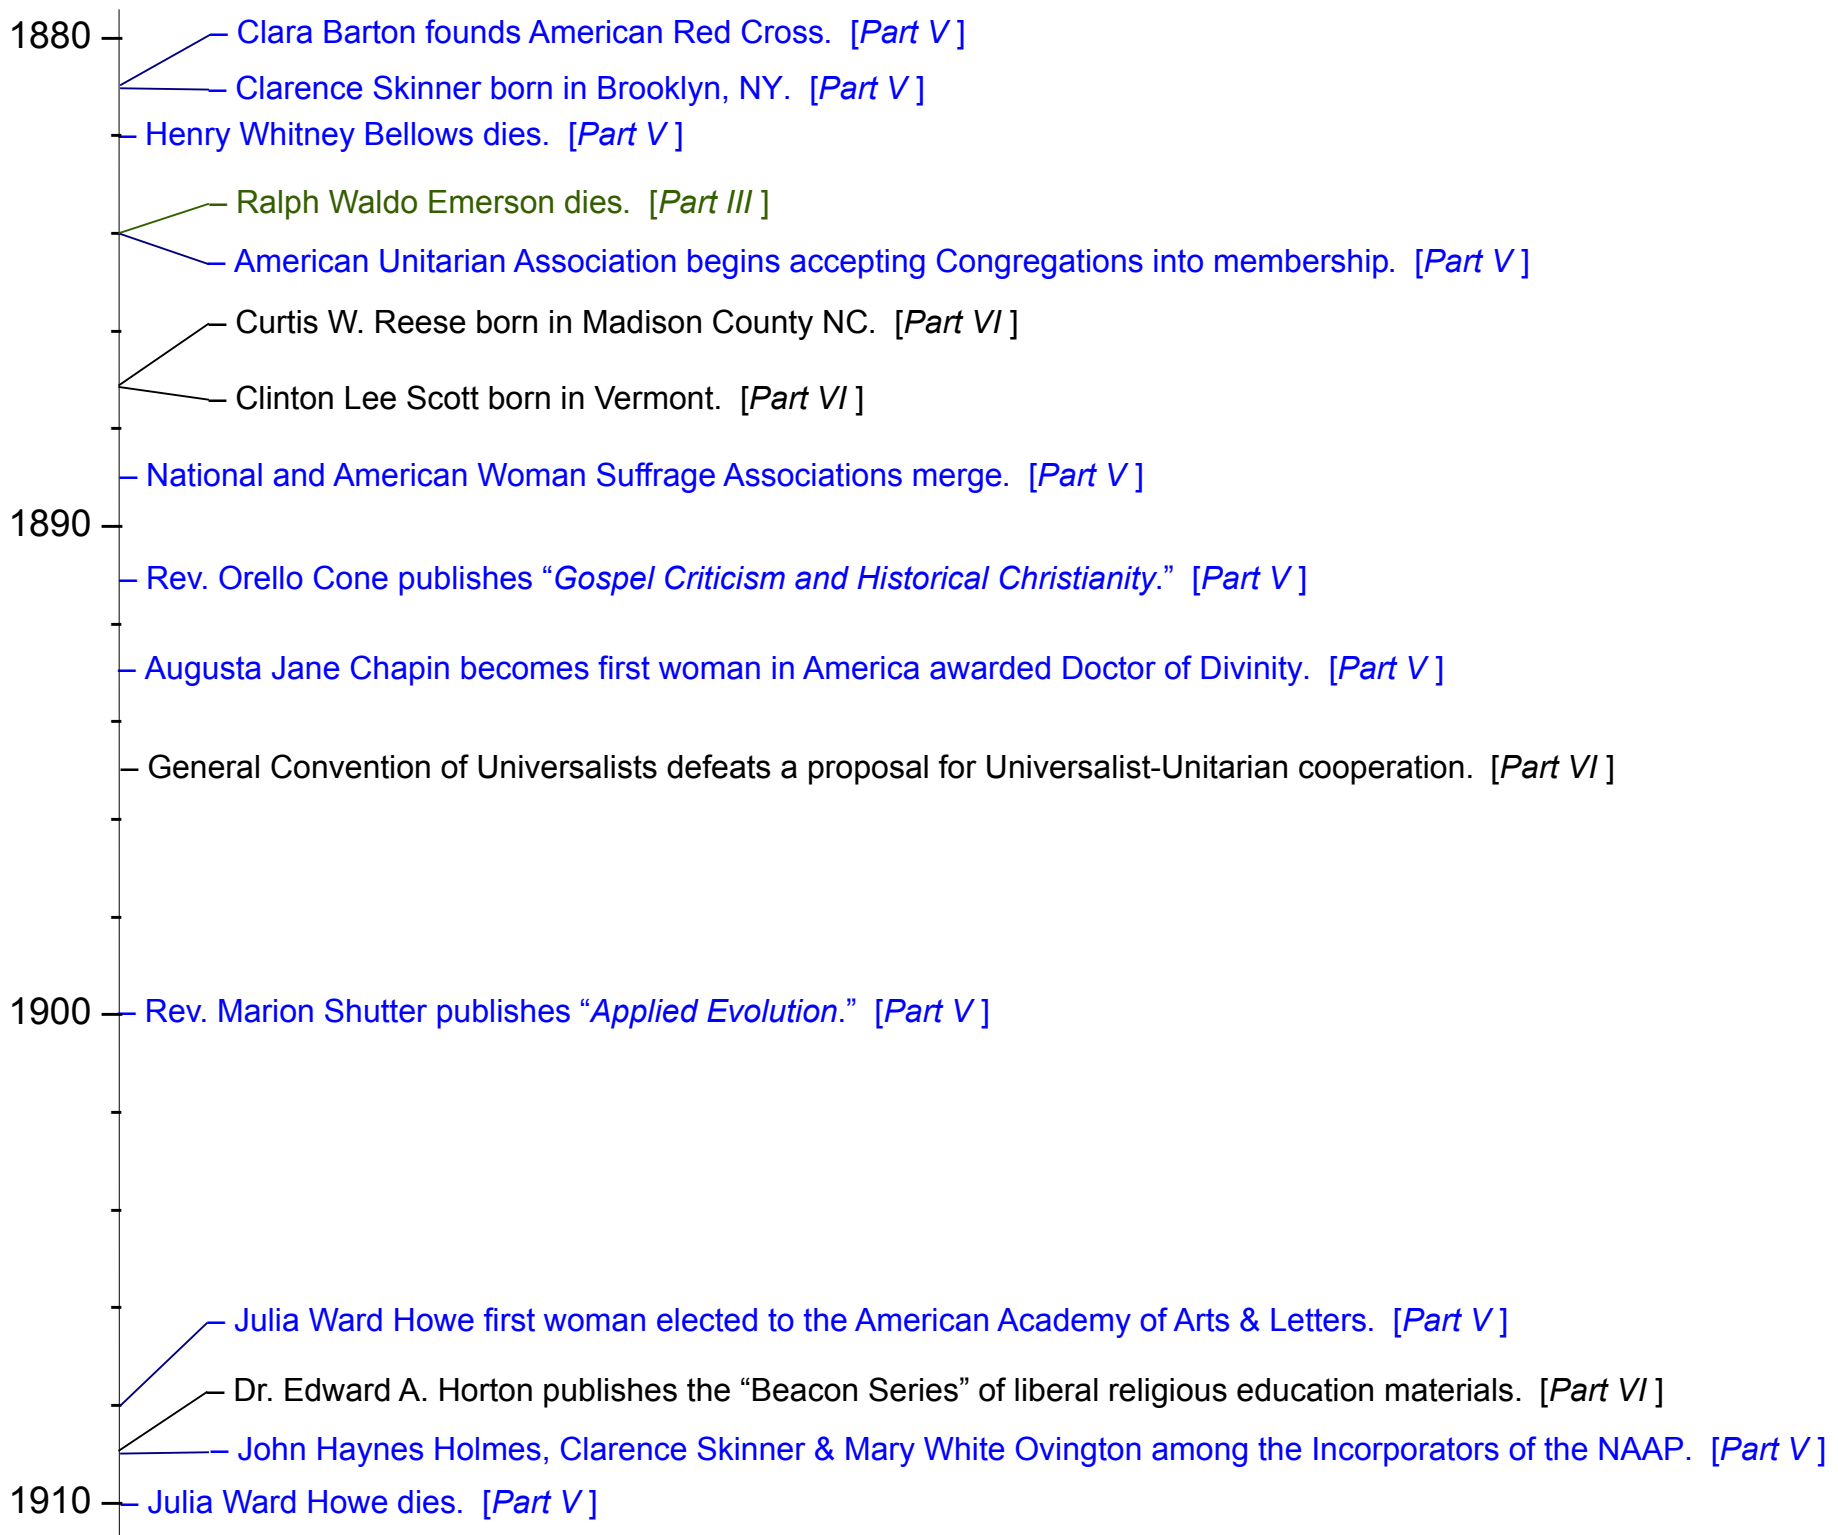 1880
– Clara Barton founds American Red Cross. [Part V ]
– Clarence Skinner born in Brooklyn, NY. [Part V ]
– Henry Whitney Bellows dies. [Part V ]
– Ralph Waldo Emerson dies. [Part III ]
– American Unitarian Association begins accepting Congregations into membership. [Part V ]
– Curtis W. Reese born in Madison County NC. [Part VI ]
– Clinton Lee Scott born in Vermont. [Part VI ]
– National and American Woman Suffrage Associations merge. [Part V ]
1890
– Rev. Orello Cone publishes “Gospel Criticism and Historical Christianity.” [Part V ]
– Augusta Jane Chapin becomes first woman in America awarded Doctor of Divinity. [Part V ]
– General Convention of Universalists defeats a proposal for Universalist-Unitarian cooperation. [Part VI ]
1900 – Rev. Marion Shutter publishes “Applied Evolution.” [Part V ]
– Julia Ward Howe first woman elected to the American Academy of Arts & Letters. [Part V ]
– Dr. Edward A. Horton publishes the “Beacon Series” of liberal religious education materials. [Part VI ]
– John Haynes Holmes, Clarence Skinner & Mary White Ovington among the Incorporators of the NAAP. [Part V ]
1910 – Julia Ward Howe dies. [Part V ]